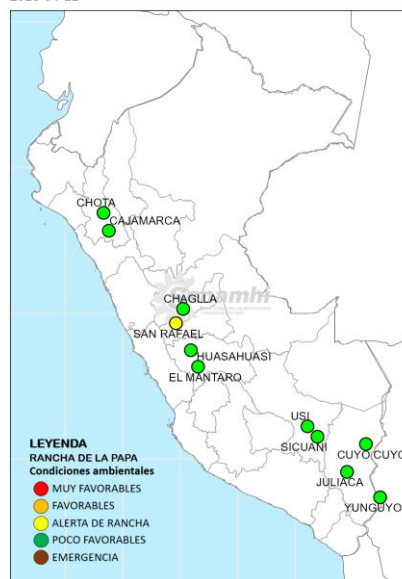 CHOTA
CAJAMARCA
CHAGLLA
SAN RAFAEL
HUASAHUASI
EL MANTARO
USI
SICUANI
CUYO CUYO
JULIACA
YUNGUYO
LEYENDA
RANCHA DE LA PAPA
Condiciones ambientales
MUY FAVORABLES
FAVORABLES
ALERTA DE RANCHA
POCO FAVORABLES
EMERGENCIA